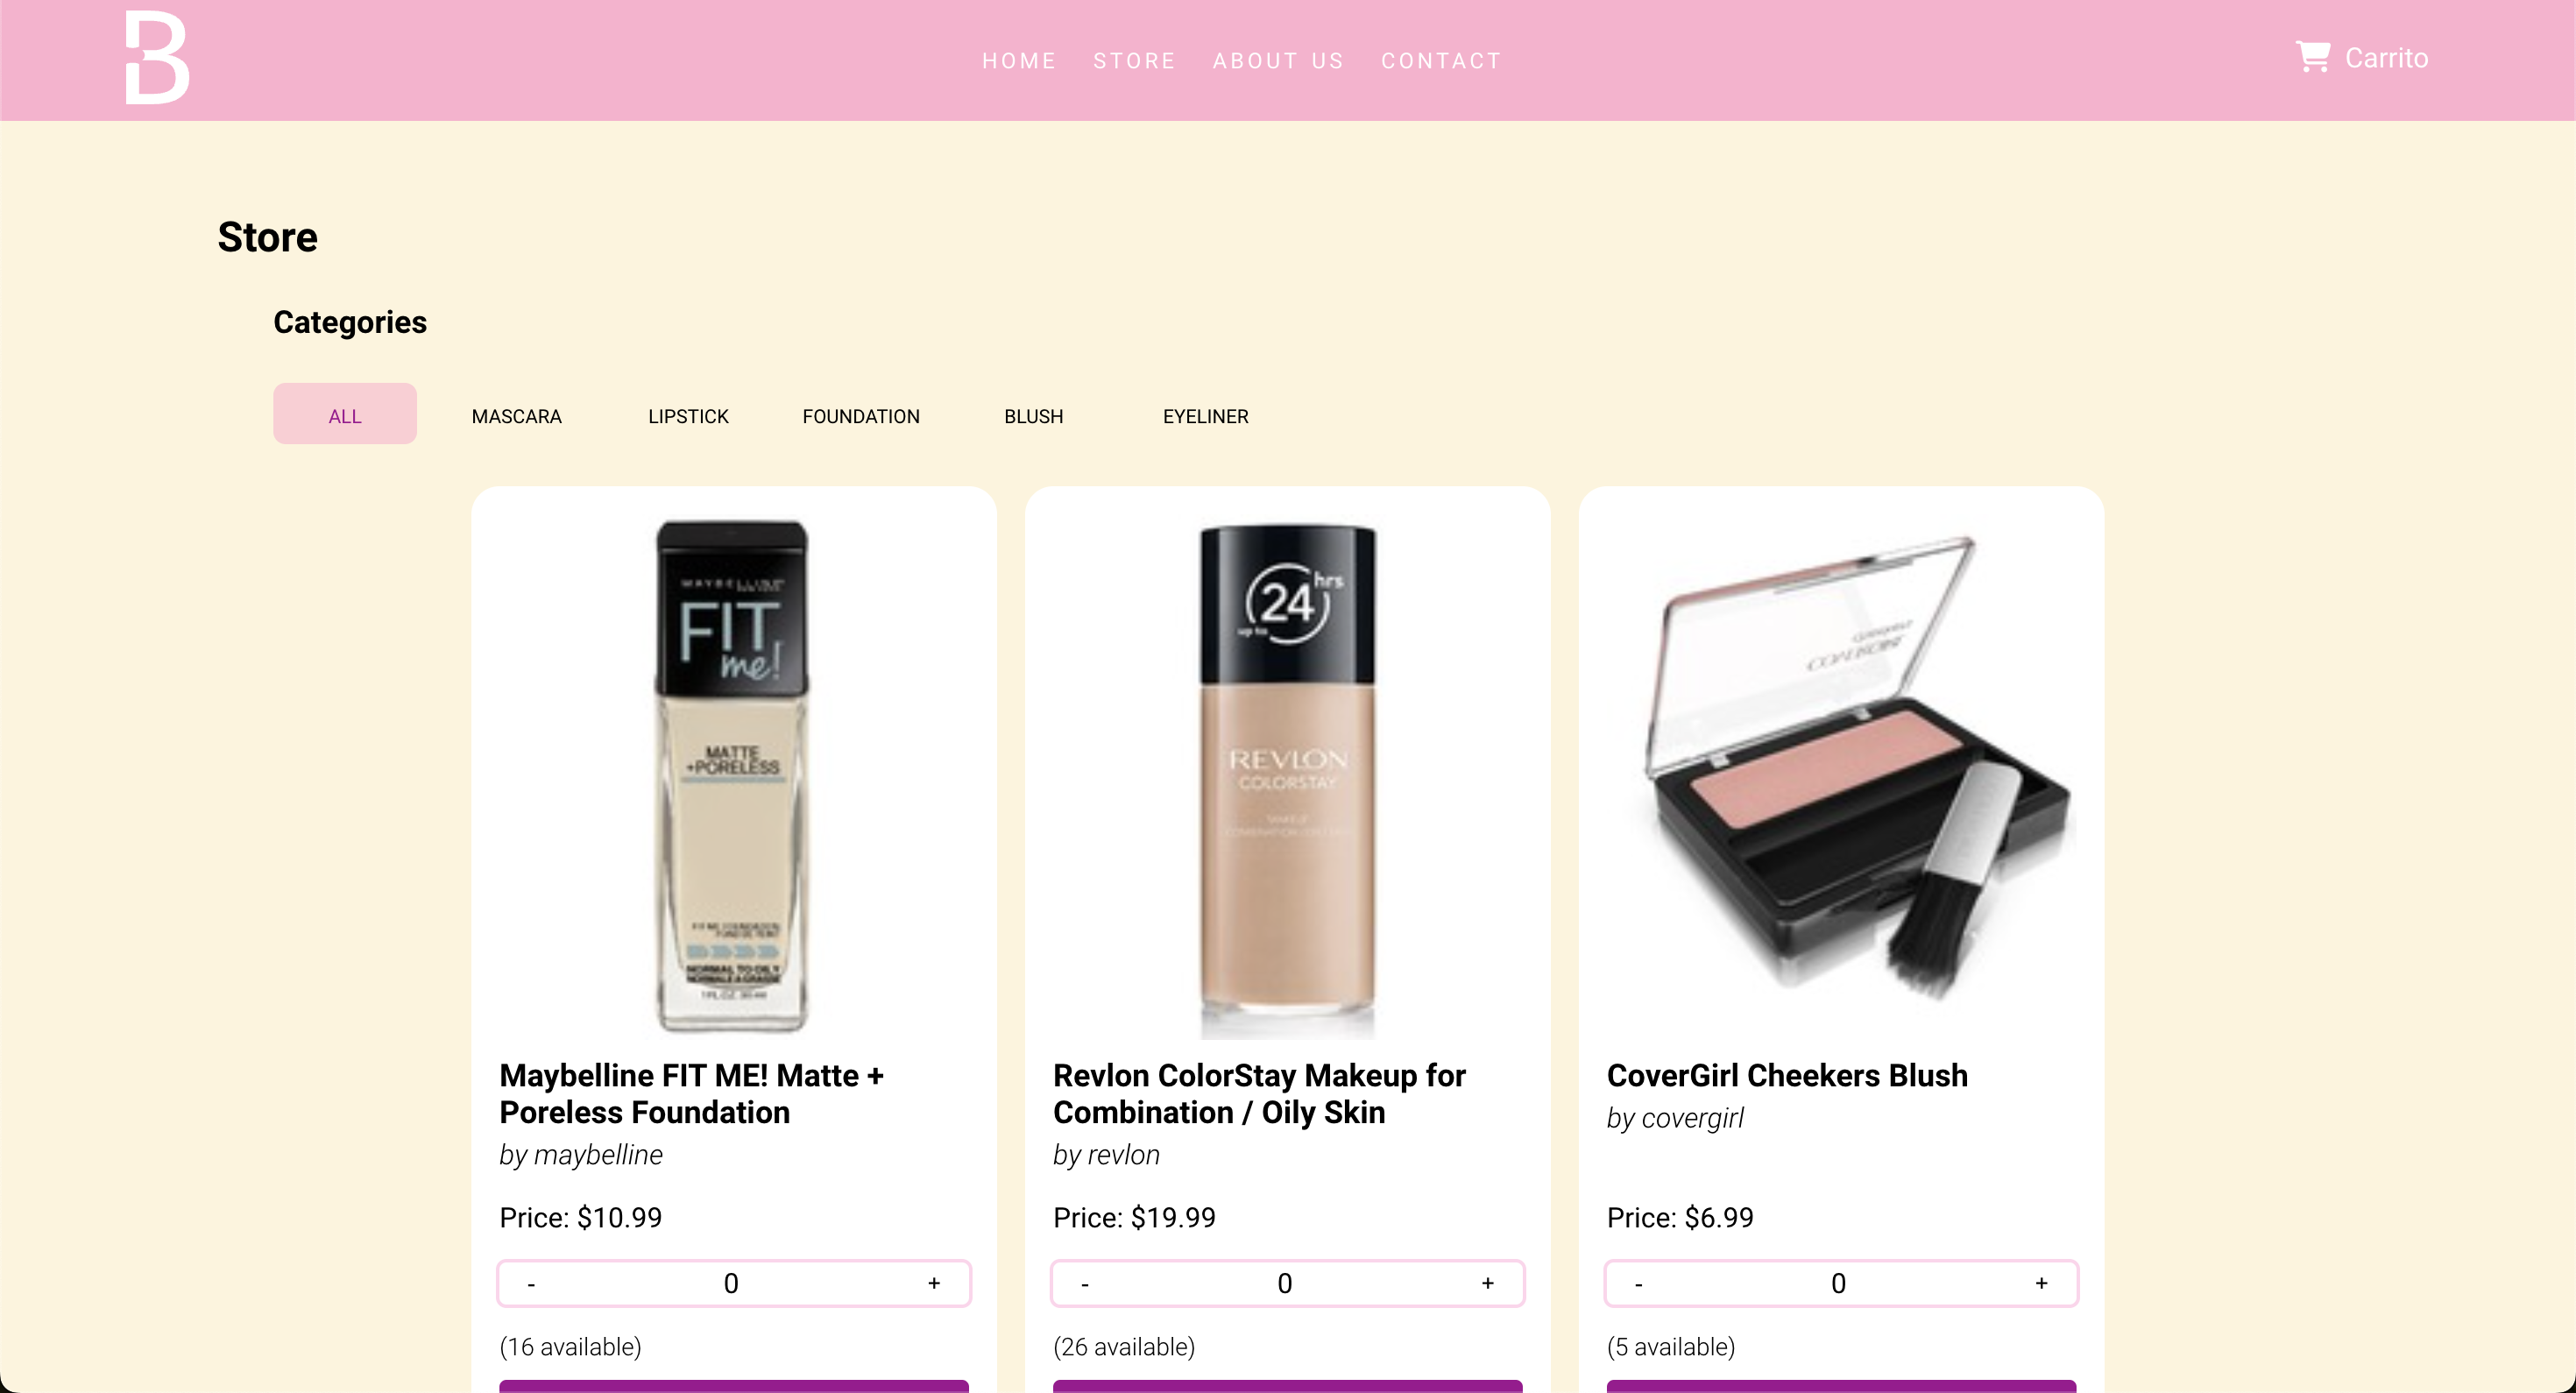 B
HOME STORE ABOUT US CONTACT
Carrito
Store
Categories
ALL MASCARA LIPSTICK FOUNDATION BLUSH EYELINER
MAYBELLINE
FIT
me!
MATTE
+PORELESS
NORMAL TO OILY
24 hrs
up to
REVLON
COLORSTAY
COVERGIRL
Maybelline FIT ME! Matte +
Poreless Foundation
by maybelline
Price: $10.99
- 0 +
(16 available)
Revlon ColorStay Makeup for
Combination / Oily Skin
by revlon
Price: $19.99
- 0 +
(26 available)
CoverGirl Cheekers Blush
by covergirl
Price: $6.99
- 0 +
(5 available)